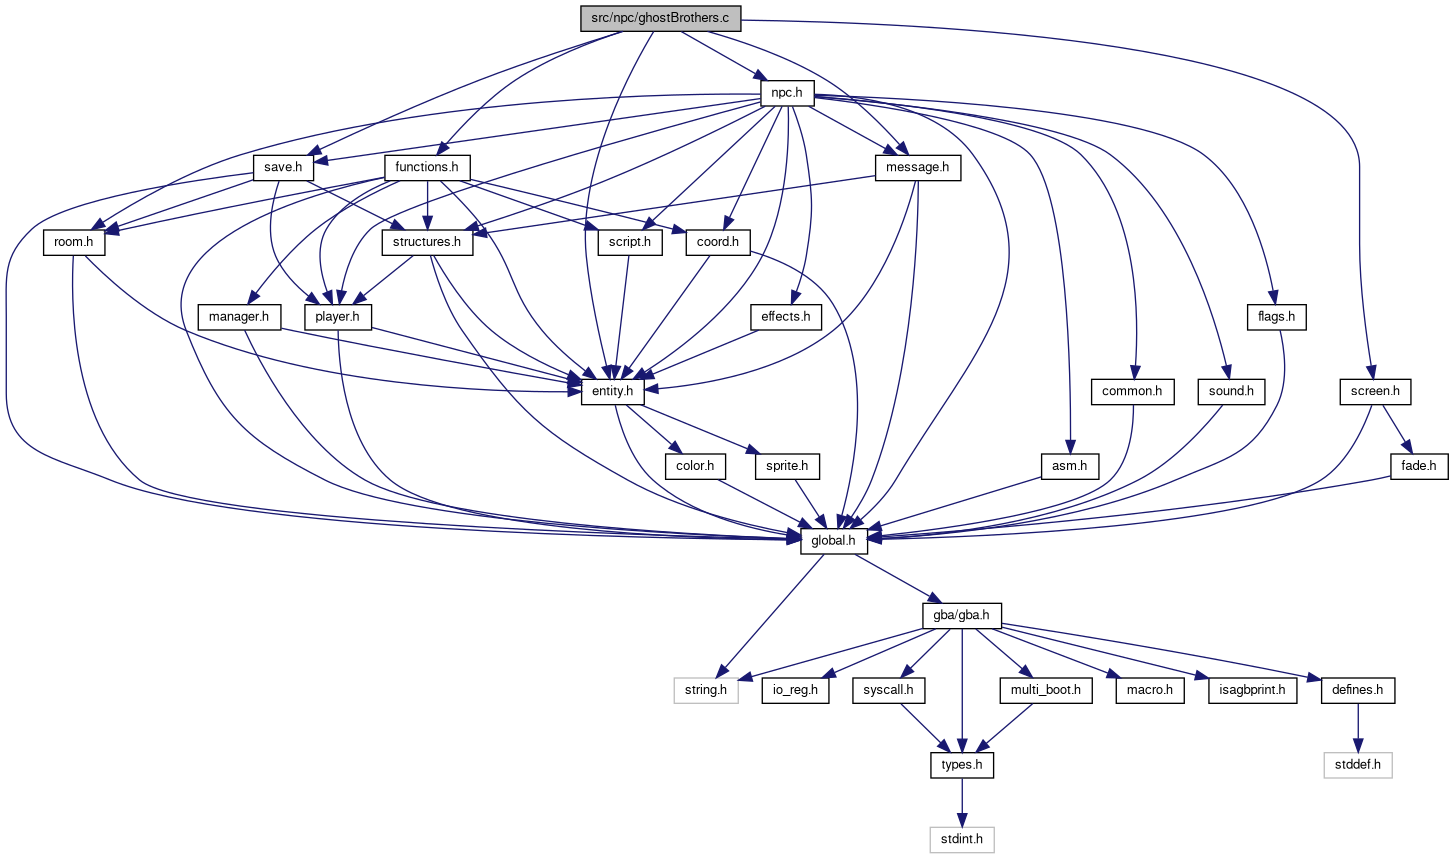 src/npc/ghostBrothers.c
npc.h
save.h
functions.h
message.h
room.h
structures.h
script.h
coord.h
manager.h
player.h
effects.h
flags.h
entity.h
common.h
sound.h
screen.h
color.h
sprite.h
asm.h
fade.h
global.h
gba/gba.h
string.h
io_reg.h
syscall.h
multi_boot.h
macro.h
isagbprint.h
defines.h
types.h
stddef.h
stdint.h